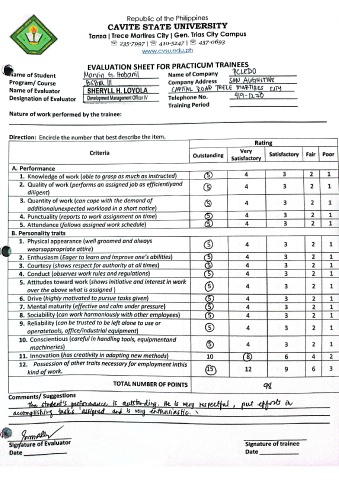 Republic of the Philippines
CAVITE STATE UNIVERSITY
Tanza | Trece Martires City | Gen. Trias City Campus
☎ 235-7997 | ☎ 410-5247 | ☎ 437-0693
www.cvsu.edu.ph
EVALUATION SHEET FOR PRACTICUM TRAINEES
Name of Student Name of Company
Program/ Course Company Address SAN AGUSTINE
Name of Evaluator SHERYLL H. LOYOLA CAPITOL ROAD TRECE MARTIRES CITY
Designation of Evaluator Development Management Officer IV Telephone No.
Training Period
Nature of work performed by the trainee:
Direction: Encircle the number that best describe the item.
Criteria Rating
Outstanding Very Satisfactory Satisfactory Fair Poor
A. Performance
1. Knowledge of work (able to grasp as much as instructed) 5 4 3 2 1
2. Quality of work (performs an assigned job as efficientlyand diligent) 5 4 3 2 1
3. Quantity of work (can cope with the demand of additionalunexpected workload in a short notice) 5 4 3 2 1
4. Punctuality (reports to work assignment on time) 5 4 3 2 1
5. Attendance (follows assigned work schedule) 5 4 3 2 1
B. Personality traits
1. Physical appearance (well groomed and always wearsappropriate attire) 5 4 3 2 1
2. Enthusiasm (Eager to learn and improve one's abilities) 5 4 3 2 1
3. Courtesy (shows respect for authority at all times) 5 4 3 2 1
4. Conduct (observes work rules and regulations) 5 4 3 2 1
5. Attitudes toward work (shows initiative and interest in work over the above what is assigned ) 5 4 3 2 1
6. Drive (highly motivated to pursue tasks given) 5 4 3 2 1
7. Mental maturity (effective and calm under pressure) 5 4 3 2 1
8. Sociability (can work harmoniously with other employees) 5 4 3 2 1
9. Reliability (can be trusted to be left alone to use or operatetools, office/industrial equipment) 5 4 3 2 1
10. Conscientious (careful in handling tools, equipmentand machineries) 5 4 3 2 1
11. Innovation (has creativity in adapting new methods) 10 8 6 4 2
12. Possession of other traits necessary for employment inthis kind of work. 15 12 9 6 3
TOTAL NUMBER OF POINTS 98
Comments/ Suggestions
The student's performance is outstanding. He is very respectful, put efforts in
accomplishing tasks assigned and is very enthusiastic.
Signature of Evaluator Signature of trainee
Date Date